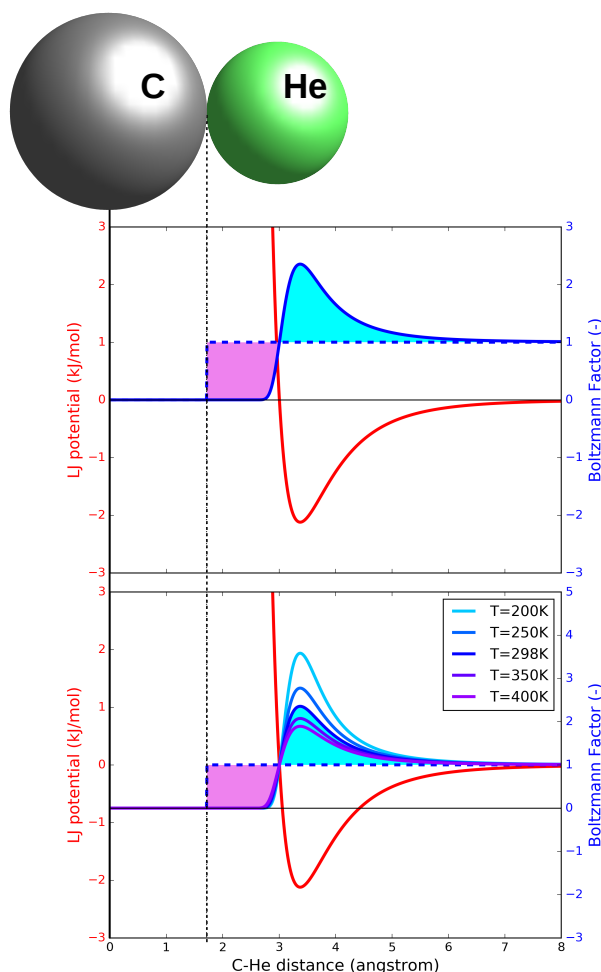 C
He
3
2
1
0
−1
−2
−3
LJ potential (kJ/mol)
3
2
1
0
−1
−2
−3
Boltzmann Factor (-)
3
2
1
0
−1
−2
−3
LJ potential (kJ/mol)
T=200K
T=250K
T=298K
T=350K
T=400K
5
4
3
2
1
0
−1
−2
−3
Boltzmann Factor (-)
0 1 2 3 4 5 6 7 8
C-He distance (angstrom)